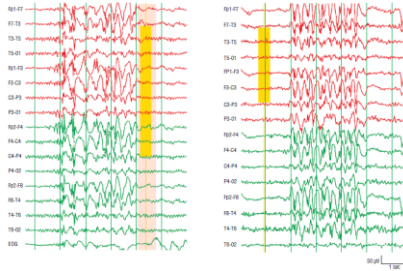 Fp1-F7
F7-T3
T3-T5
T5-O1
Fp1-F3
F3-C3
C3-P3
P3-O1
Fp2-F4
F4-C4
C4-P4
P4-O2
Fp2-F8
F8-T4
T4-T6
T6-O2
EOG
Fp1-F7
F7-T3
T3-T5
T5-O1
FP1-F3
F3-C3
C3-P3
P3-O1
Fp2-F4
F4-C4
C4-P4
P4-O2
Fp2-F8
F8-T4
T4-T6
T6-O2
50 µV
1 sec